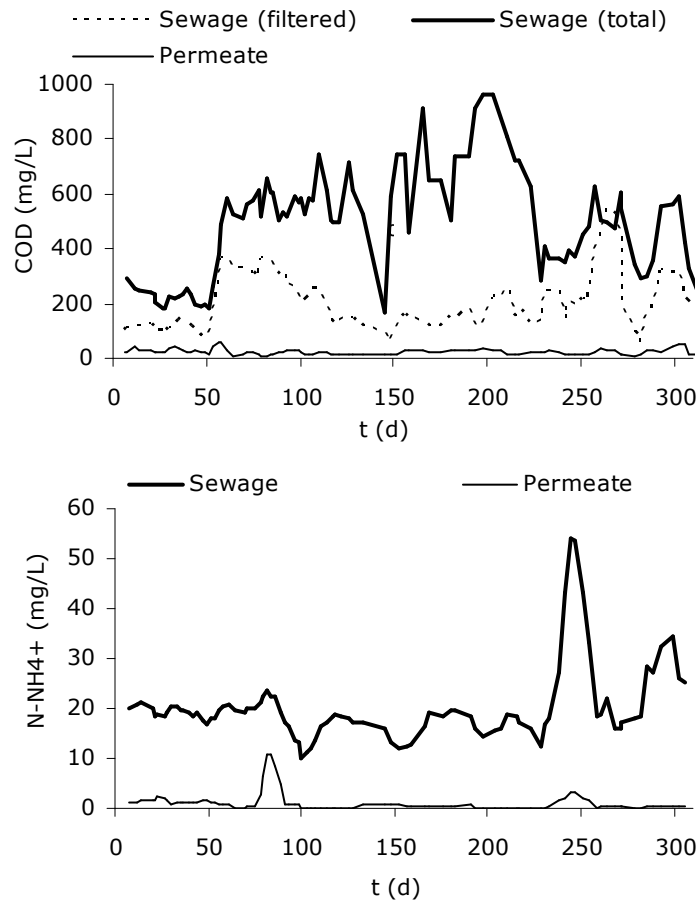 Sewage (filtered) Sewage (total)
Permeate
1000
800
600
400
200
0
COD (mg/L)
0 50 100 150 200 250 300
t (d)
Sewage Permeate
60
50
40
30
20
10
0
N-NH4+ (mg/L)
0 50 100 150 200 250 300
t (d)